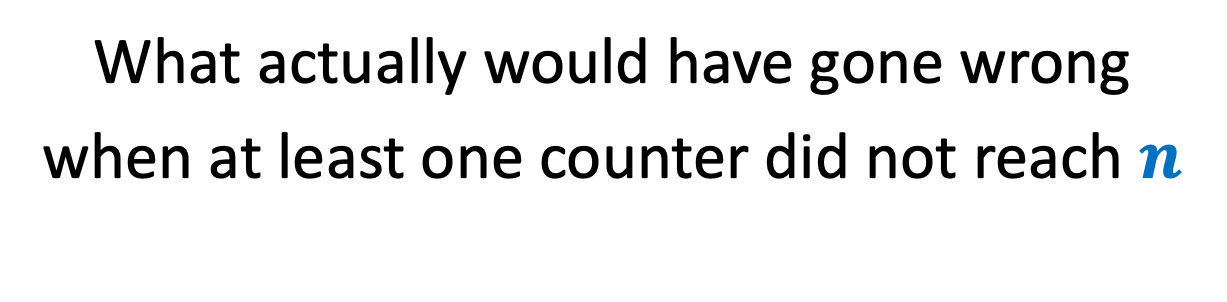 What actually would have gone wrong
when at least one counter did not reach n